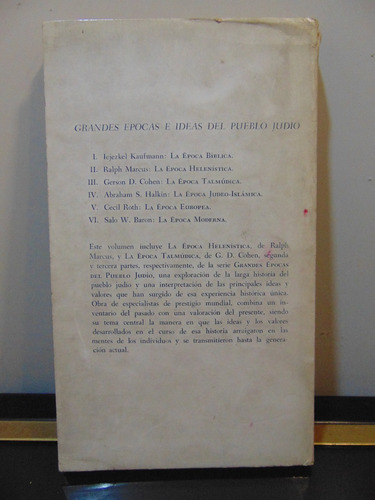 GRANDES EPOCAS E IDEAS DEL PUEBLO JUDIO
I. Iejezkel Kaufmann: LA ÉPOCA BÍBLICA.
II. Ralph Marcus: LA ÉPOCA HELENÍSTICA.
III. Gerson D. Cohen: LA ÉPOCA TALMÚDICA.
IV. Abraham S. Halkin: LA ÉPOCA JUDEO-ISLÁMICA.
V. Cecil Roth: LA ÉPOCA EUROPEA.
VI. Salo W. Baron: LA ÉPOCA MODERNA.
Este volumen incluye LA ÉPOCA HELENÍSTICA, de Ralph
Marcus, y LA ÉPOCA TALMÚDICA, de G. D. Cohen, segunda
y tercera partes, respectivamente, de la serie GRANDES ÉPOCAS
DEL PUEBLO JUDÍO, una exploración de la larga historia del
pueblo judío y una interpretación de las principales ideas y
valores que han surgido de esa experiencia histórica única.
Obra de especialistas de prestigio mundial, combina un in-
ventario del pasado con una valoración del presente, siendo
su tema central la manera en que las ideas y los valores
desarrollados en el curso de esa historia arraigaron en las
mentes de los individuos y se transmitieron hasta la gene-
ración actual.